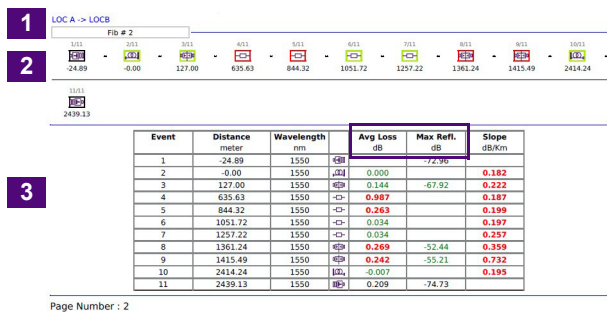 1
LOC A -> LOCB
Fib # 2
2
1/11 2/11 3/11 4/11 5/11 6/11 7/11 8/11 9/11 10/11
-24.89 -0.00 127.00 635.63 844.32 1051.72 1257.22 1361.24 1415.49 2414.24
11/11
2439.13
3
Event Distance Wavelength Avg Loss Max Refl. Slope
meter nm dB dB dB/Km
1 -24.89 1550 -72.96
2 -0.00 1550 0.000 0.182
3 127.00 1550 0.144 -67.92 0.222
4 635.63 1550 0.987 0.187
5 844.32 1550 0.263 0.199
6 1051.72 1550 0.034 0.197
7 1257.22 1550 0.034 0.257
8 1361.24 1550 0.269 -52.44 0.359
9 1415.49 1550 0.242 -55.21 0.732
10 2414.24 1550 -0.007 0.195
11 2439.13 1550 0.209 -74.73
Page Number : 2